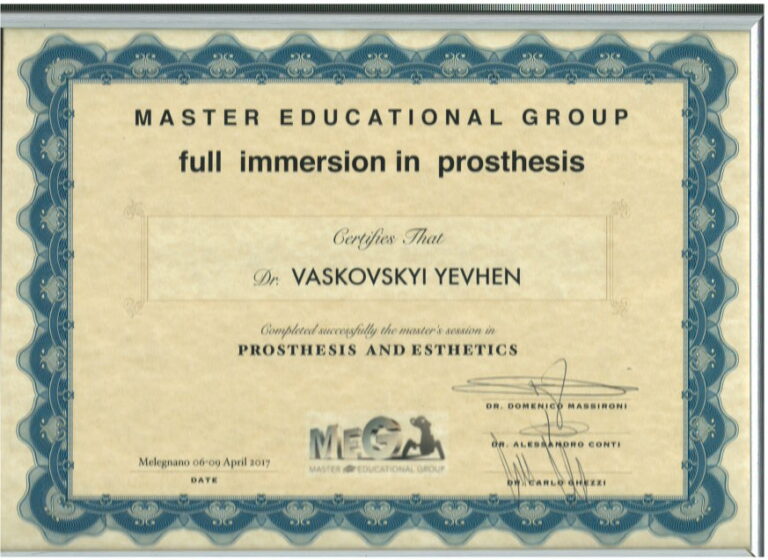 MASTER EDUCATIONAL GROUP
full immersion in prosthesis
Certifies That
Dr. VASKOVSKYI YEVHEN
Completed successfully the master's session in
PROSTHESIS AND ESTHETICS
DR. DOMENICO MASSIRONI
DR. ALESSANDRO CONTI
DR. CARLO GHEZZI
MEG
MASTER EDUCATIONAL GROUP
Melegnano 06-09 April 2017
DATE